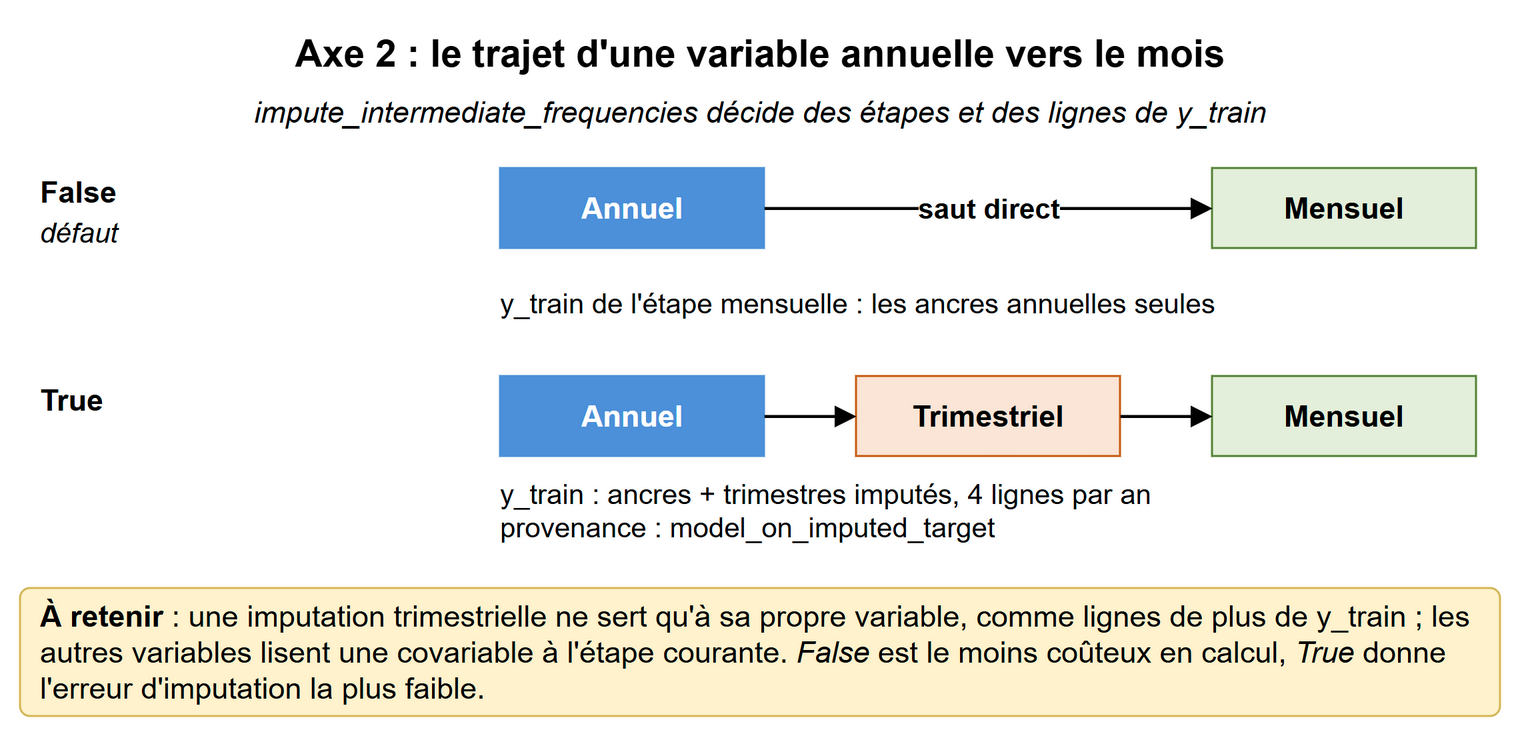 Axe 2 : le trajet d'une variable annuelle vers le mois
impute_intermediate_frequencies décide des étapes et des lignes de y_train
False
défaut
Annuel
saut direct
Mensuel
y_train de l'étape mensuelle : les ancres annuelles seules
True
Annuel
Trimestriel
Mensuel
y_train : ancres + trimestres imputés, 4 lignes par an
provenance : model_on_imputed_target
À retenir : une imputation trimestrielle ne sert qu'à sa propre variable, comme lignes de plus de y_train ; les
autres variables lisent une covariable à l'étape courante. False est le moins coûteux en calcul, True donne
l'erreur d'imputation la plus faible.